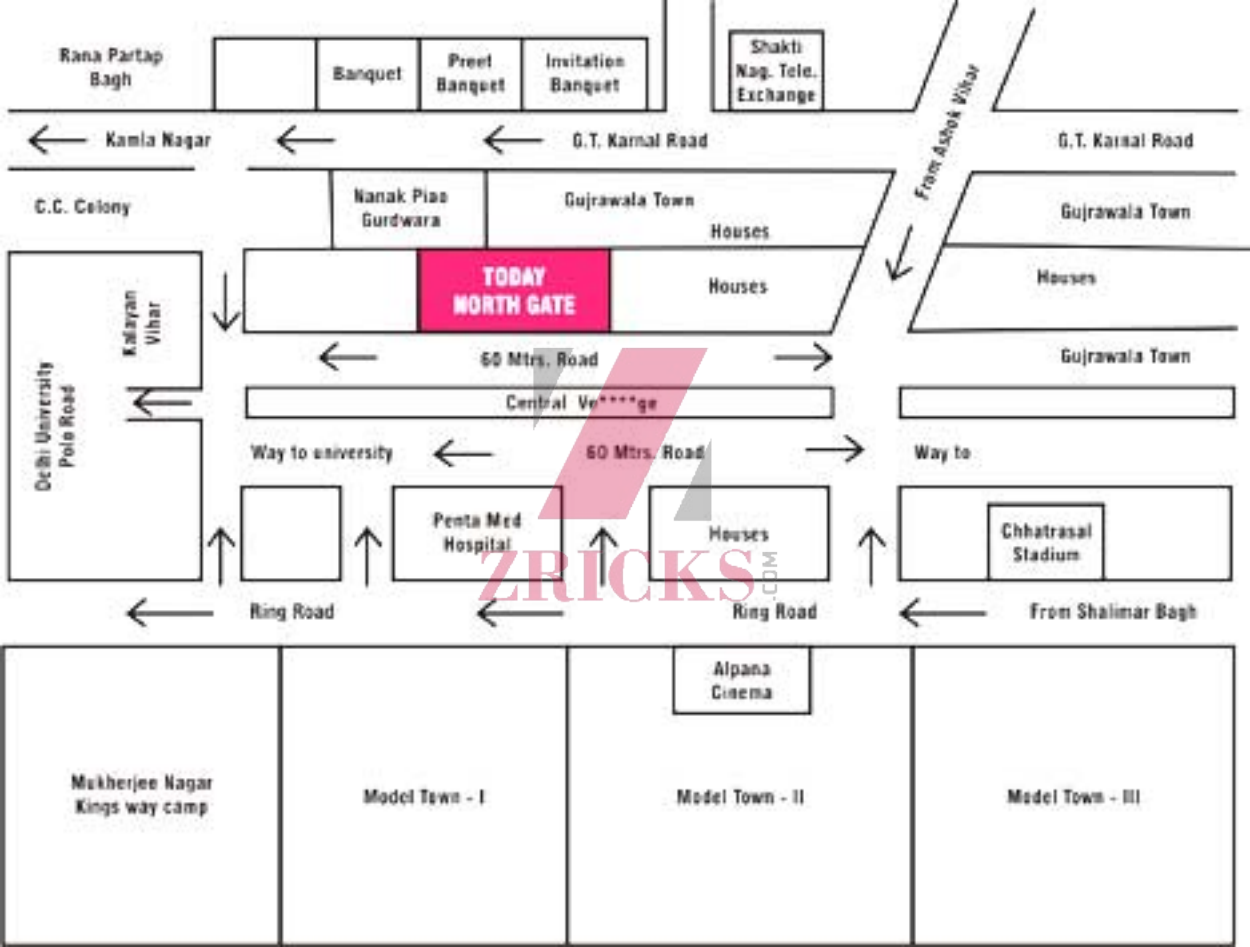 Rana Partap
Bagh
Banquet
Preet
Banquet
Invitation
Banquet
Shakti
Nag. Tele.
Exchange
From Ashok Vihar
Kamla Nagar
G.T. Karnal Road
G.T. Karnal Road
C.C. Colony
Nanak Piao
Gurdwara
Gujrawala Town
Houses
Gujrawala Town
TODAY
NORTH GATE
Houses
Houses
Kalayan
Vihar
60 Mtrs. Road
Gujrawala Town
Delhi University
Polo Road
Central Ve****ge
Way to university
60 Mtrs. Road
Way to
Penta Med
Hospital
Houses
Chhatrasal
Stadium
ZRICKS.COM
Ring Road
Ring Road
From Shalimar Bagh
Alpana
Cinema
Mukherjee Nagar
Kings way camp
Model Town - I
Model Town - II
Model Town - III